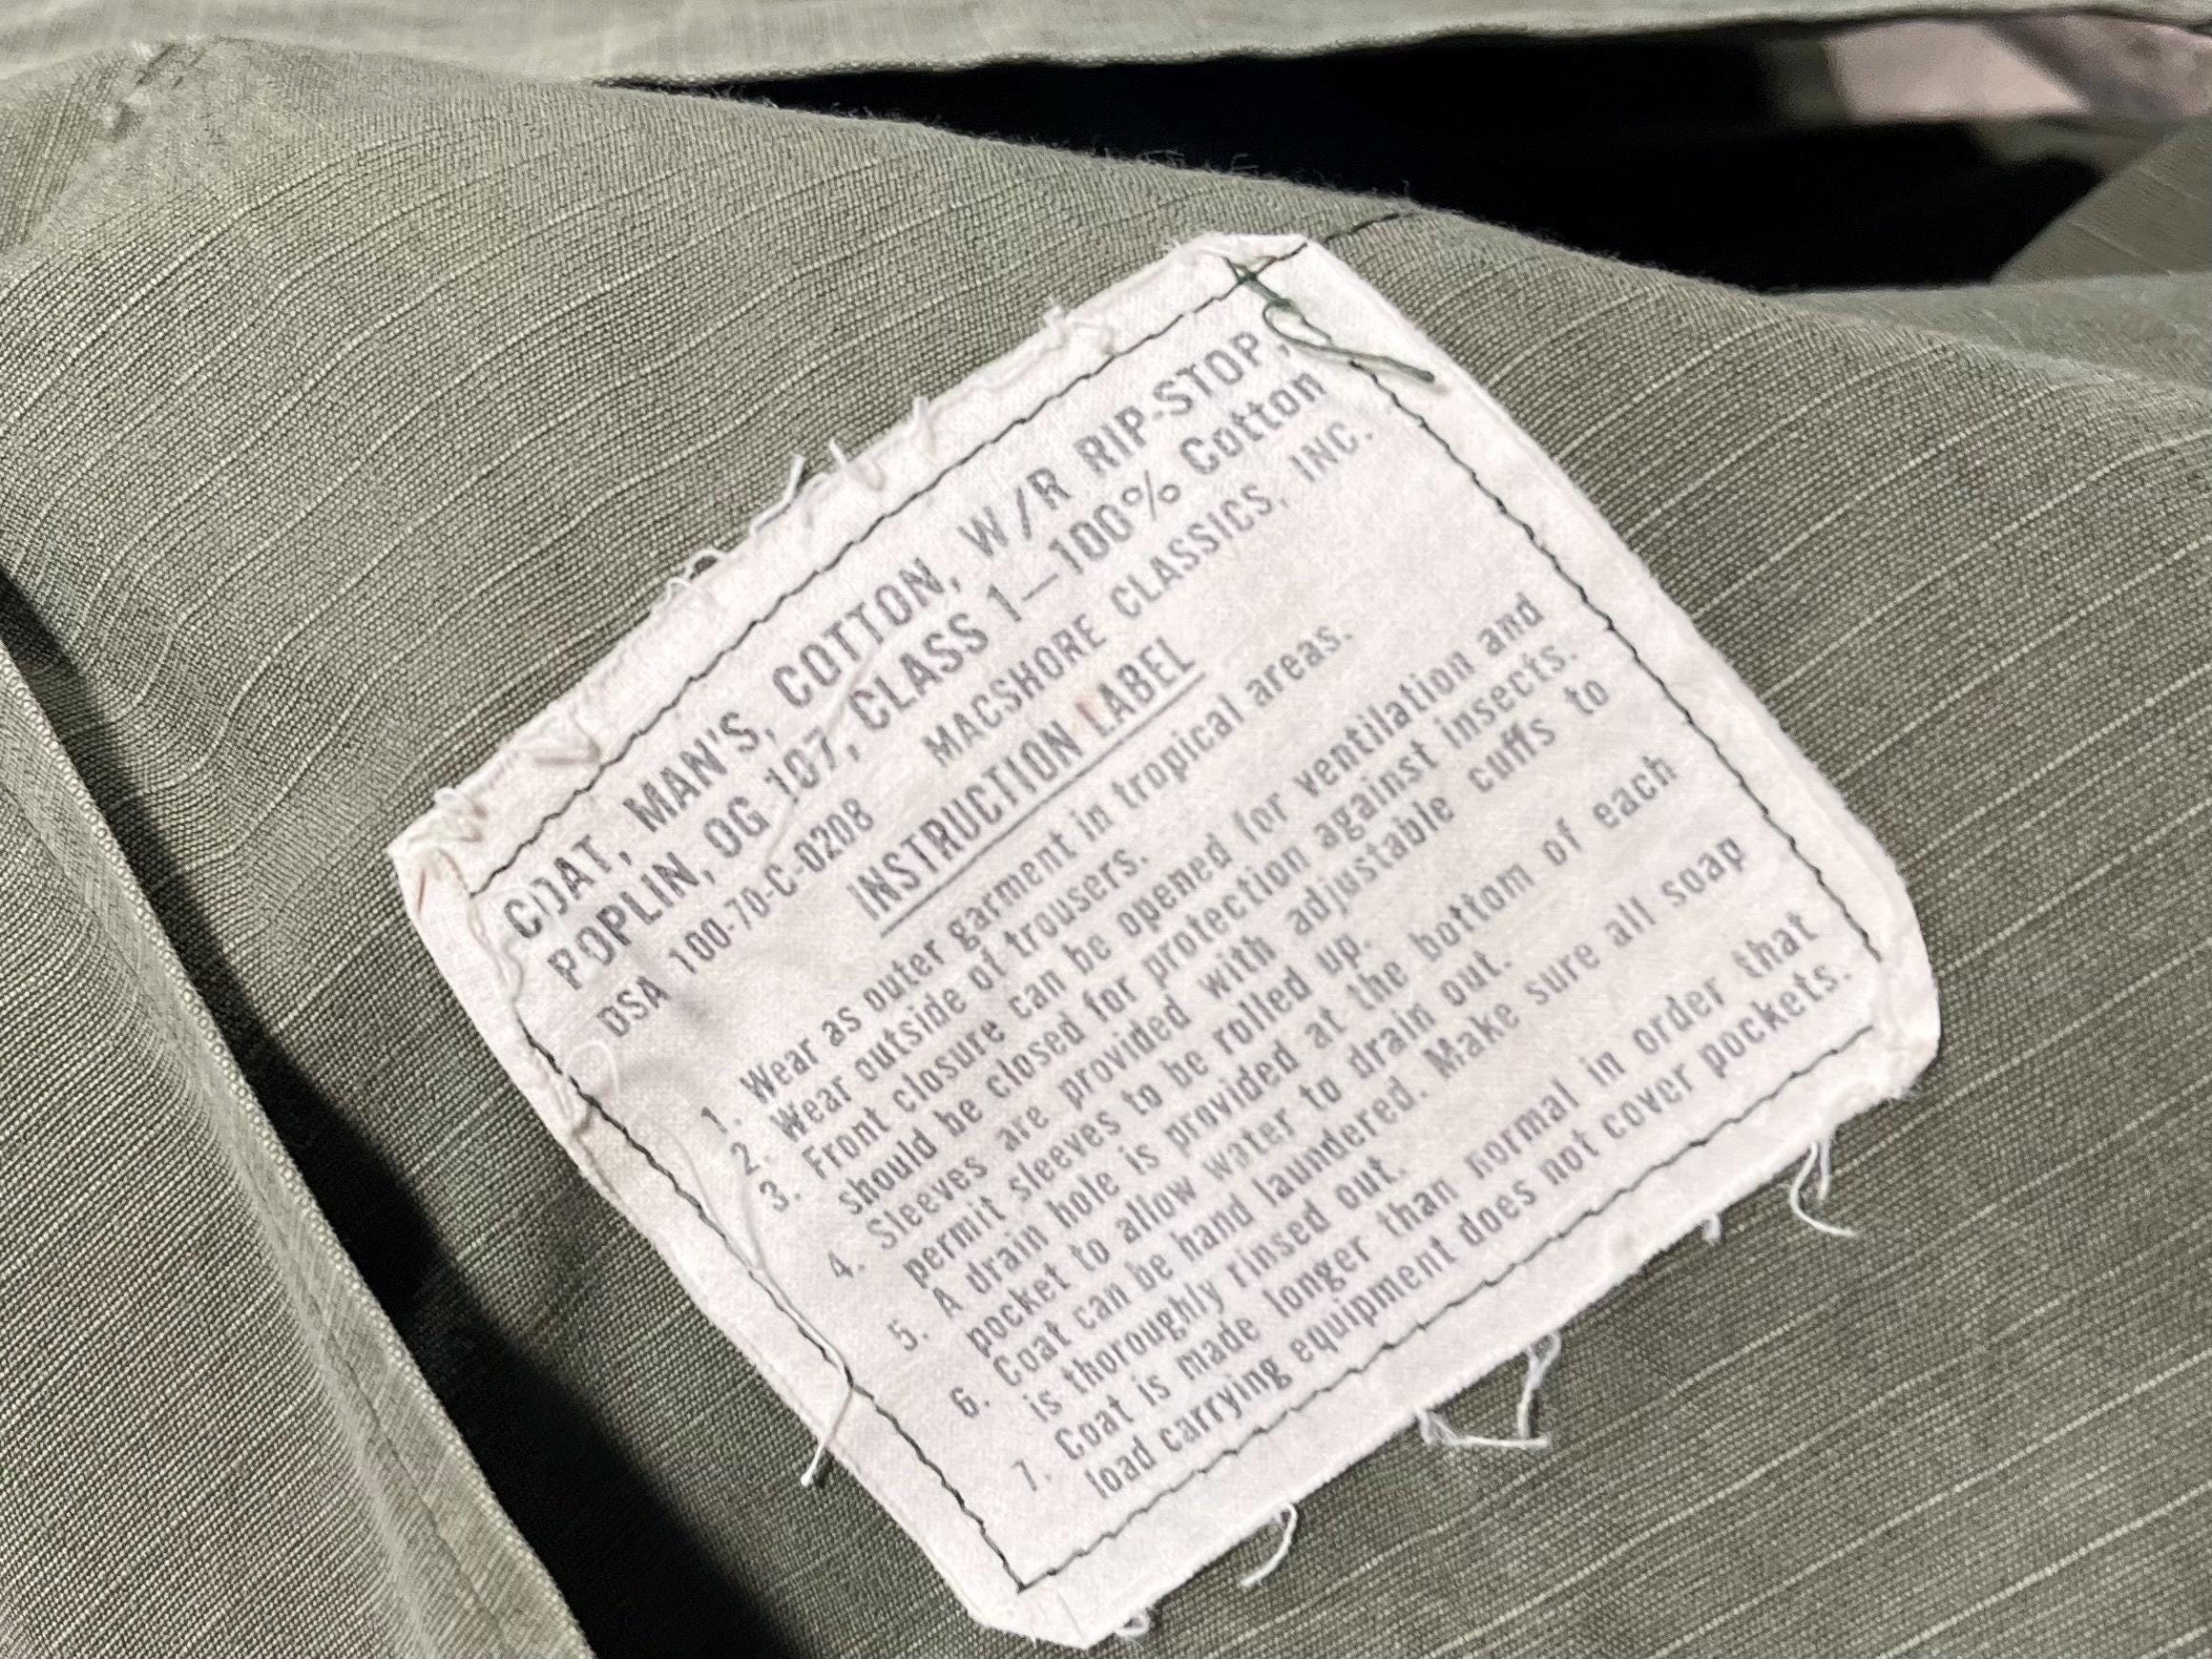 COAT, MAN'S, COTTON, W/R RIP-STOP,
POPLIN, OG 107, CLASS 1—100% Cotton
DSA 100-70-C-0208 MACSHORE CLASSICS, INC.
INSTRUCTION LABEL
1. Wear as outer garment in tropical areas.
2. Wear outside of trousers.
3. Front closure can be opened for ventilation and
should be closed for protection against insects.
4. Sleeves are provided with adjustable cuffs to
permit sleeves to be rolled up.
5. A drain hole is provided at the bottom of each
pocket to allow water to drain out.
6. Coat can be hand laundered. Make sure all soap
is thoroughly rinsed out.
7. Coat is made longer than normal in order that
load carrying equipment does not cover pockets.